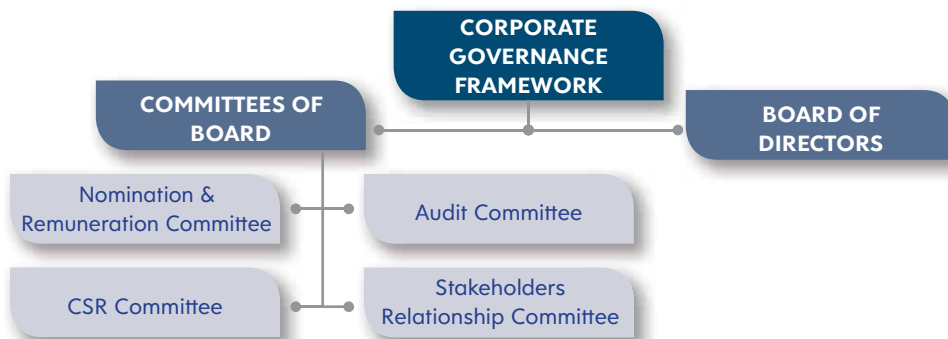 CORPORATE
GOVERNANCE
FRAMEWORK
COMMITTEES OF
BOARD
BOARD OF
DIRECTORS
Nomination &
Remuneration Committee
Audit Committee
CSR Committee
Stakeholders
Relationship Committee